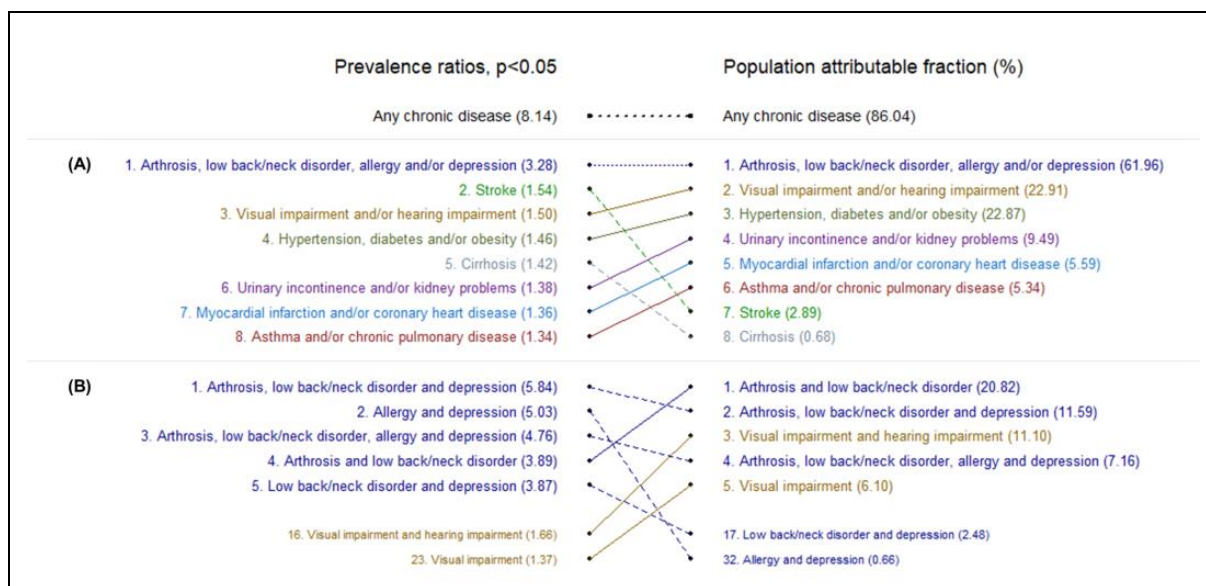 Prevalence ratios, p<0.05 Population attributable fraction (%)
Any chronic disease (8.14) Any chronic disease (86.04)
(A) 1. Arthrosis, low back/neck disorder, allergy and/or depression (3.28) 1. Arthrosis, low back/neck disorder, allergy and/or depression (61.96)
2. Stroke (1.54) 2. Visual impairment and/or hearing impairment (22.91)
3. Visual impairment and/or hearing impairment (1.50) 3. Hypertension, diabetes and/or obesity (22.87)
4. Hypertension, diabetes and/or obesity (1.46) 4. Urinary incontinence and/or kidney problems (9.49)
5. Cirrhosis (1.42) 5. Myocardial infarction and/or coronary heart disease (5.59)
6. Urinary incontinence and/or kidney problems (1.38) 6. Asthma and/or chronic pulmonary disease (5.34)
7. Myocardial infarction and/or coronary heart disease (1.36) 7. Stroke (2.89)
8. Asthma and/or chronic pulmonary disease (1.34) 8. Cirrhosis (0.68)
(B) 1. Arthrosis, low back/neck disorder and depression (5.84) 1. Arthrosis and low back/neck disorder (20.82)
2. Allergy and depression (5.03) 2. Arthrosis, low back/neck disorder and depression (11.59)
3. Arthrosis, low back/neck disorder, allergy and depression (4.76) 3. Visual impairment and hearing impairment (11.10)
4. Arthrosis and low back/neck disorder (3.89) 4. Arthrosis, low back/neck disorder, allergy and depression (7.16)
5. Low back/neck disorder and depression (3.87) 5. Visual impairment (6.10)
16. Visual impairment and hearing impairment (1.66) 17. Low back/neck disorder and depression (2.48)
23. Visual impairment (1.37) 32. Allergy and depression (0.66)